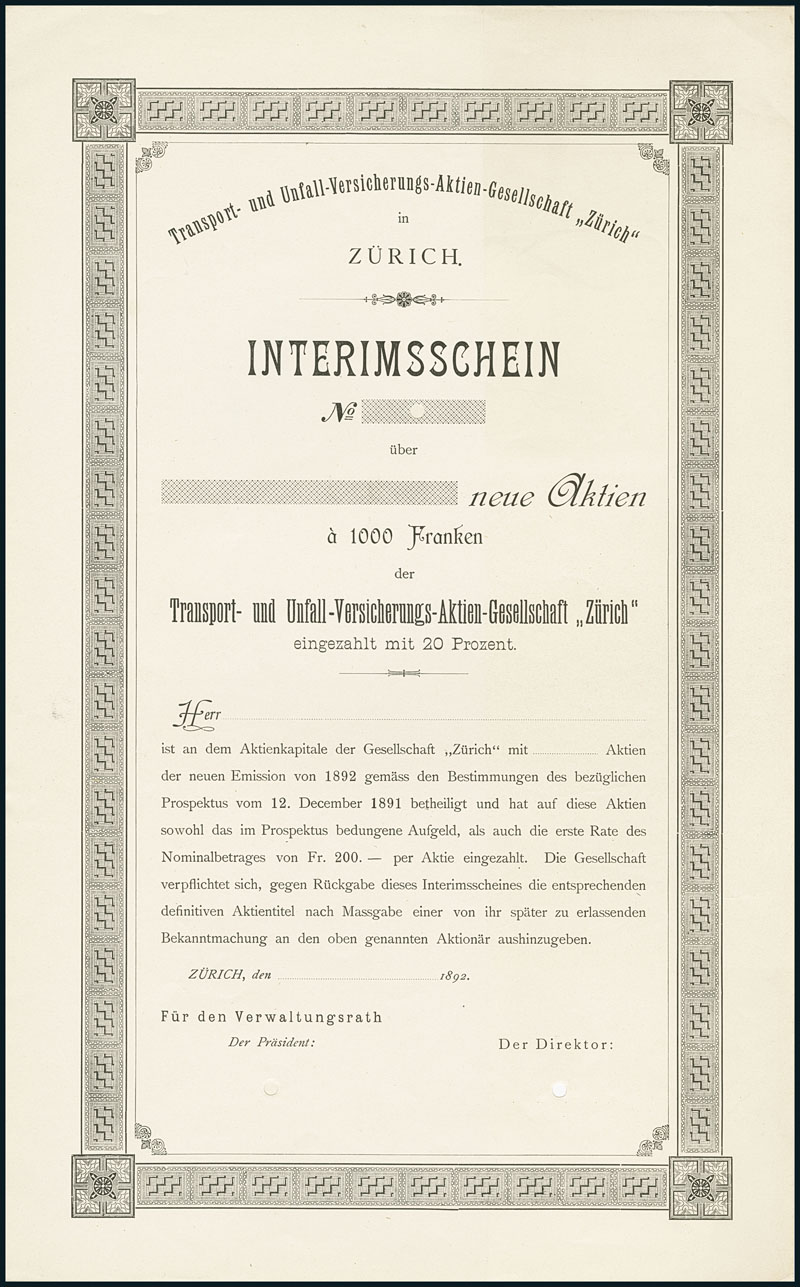 Transport- und Unfall-Versicherungs-Aktien-Gesellschaft „Zürich“
in
ZÜRICH.
INTERIMSSCHEIN
No
über
neue Aktien
à 1000 Franken
der
Transport- und Unfall-Versicherungs-Aktien-Gesellschaft „Zürich“
eingezahlt mit 20 Prozent.
Herr
ist an dem Aktienkapitale der Gesellschaft „Zürich“ mit ........ Aktien
der neuen Emission von 1892 gemäss den Bestimmungen des bezüglichen
Prospektus vom 12. December 1891 betheiligt und hat auf diese Aktien
sowohl das im Prospektus bedungene Aufgeld, als auch die erste Rate des
Nominalbetrages von Fr. 200. — per Aktie eingezahlt. Die Gesellschaft
verpflichtet sich, gegen Rückgabe dieses Interimsscheines die entsprechenden
definitiven Aktientitel nach Massgabe einer von ihr später zu erlassenden
Bekanntmachung an den oben genannten Aktionär aushinzugeben.
ZÜRICH, den ........ 1892.
Für den Verwaltungsrath
Der Präsident: Der Direktor: